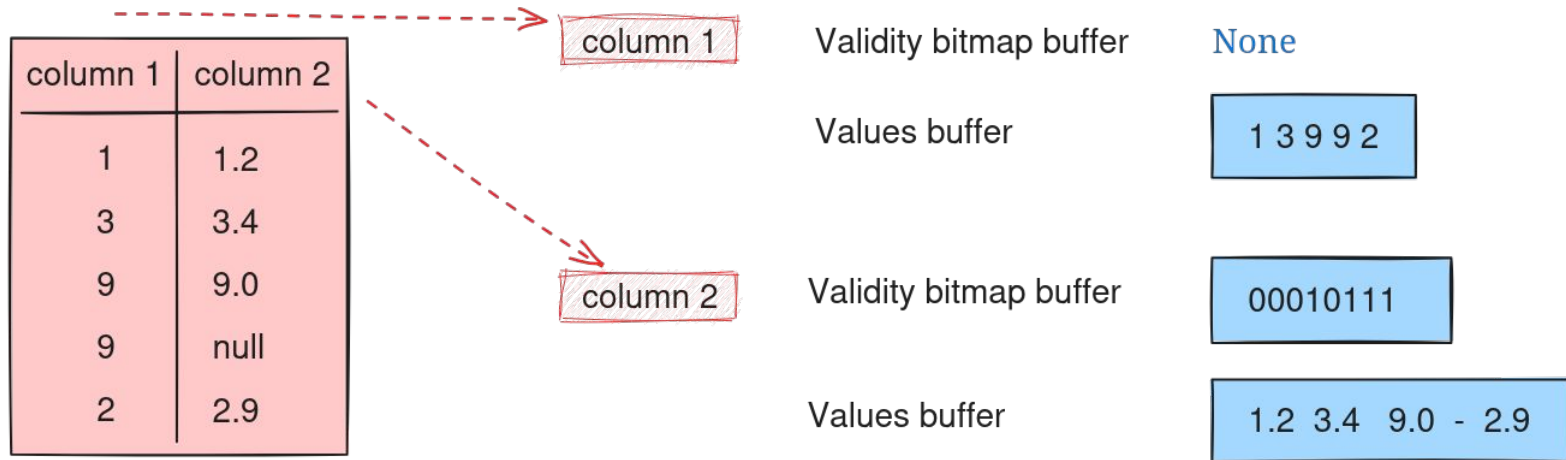 column 1 column 2
1 1.2
3 3.4
9 9.0
9 null
2 2.9
column 1 Validity bitmap buffer None
Values buffer 1 3 9 9 2
column 2 Validity bitmap buffer 00010111
Values buffer 1.2 3.4 9.0 - 2.9